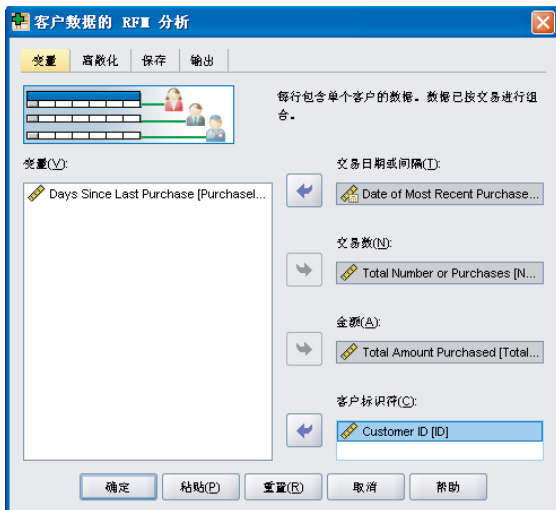 客户数据的 RFM 分析
变量 离散化 保存 输出
每行包含单个客户的数据。数据已按交易进行组
合。
变量(V):
Days Since Last Purchase [PurchaseI...
交易日期或间隔(T):
Date of Most Recent Purchase...
交易数(N):
Total Number or Purchases [N...
金额(A):
Total Amount Purchased [Total...
客户标识符(C):
Customer ID [ID]
确定 粘贴(P) 重置(R) 取消 帮助